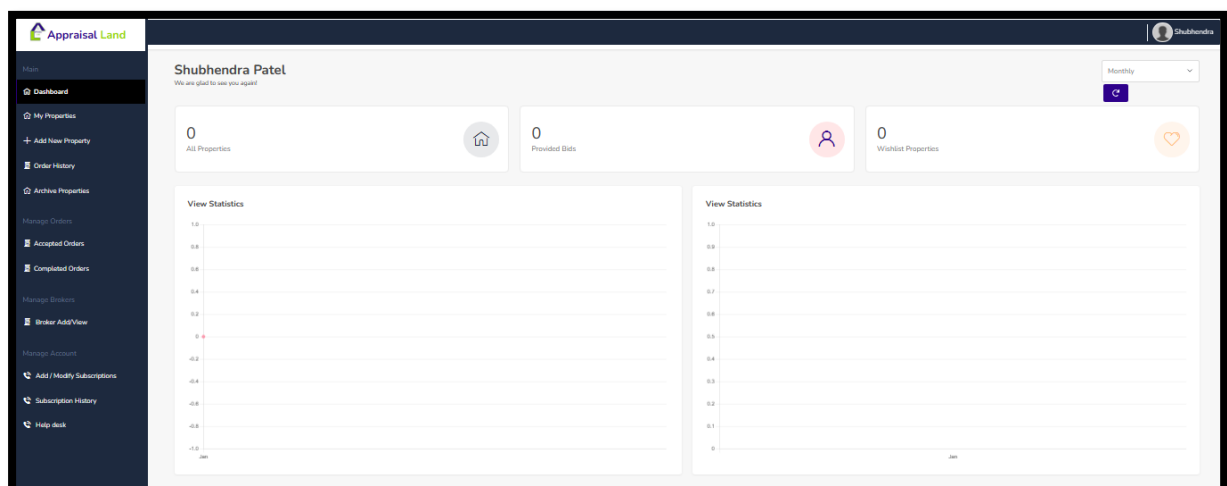 Appraisal Land
Shubhendra
Main
Dashboard
My Properties
Add New Property
Order History
Archive Properties
Manage Orders
Accepted Orders
Completed Orders
Manage Brokers
Broker Add/View
Manage Account
Add / Modify Subscriptions
Subscription History
Help desk
Shubhendra Patel
We are glad to see you again!
Monthly
0
All Properties
0
Provided Bids
0
Wishlist Properties
View Statistics
1.0
0.8
0.6
0.4
0.2
0
-0.2
-0.4
-0.6
-0.8
-1.0
Jan
View Statistics
1.0
0.9
0.8
0.7
0.6
0.5
0.4
0.3
0.2
0.1
0
Jan